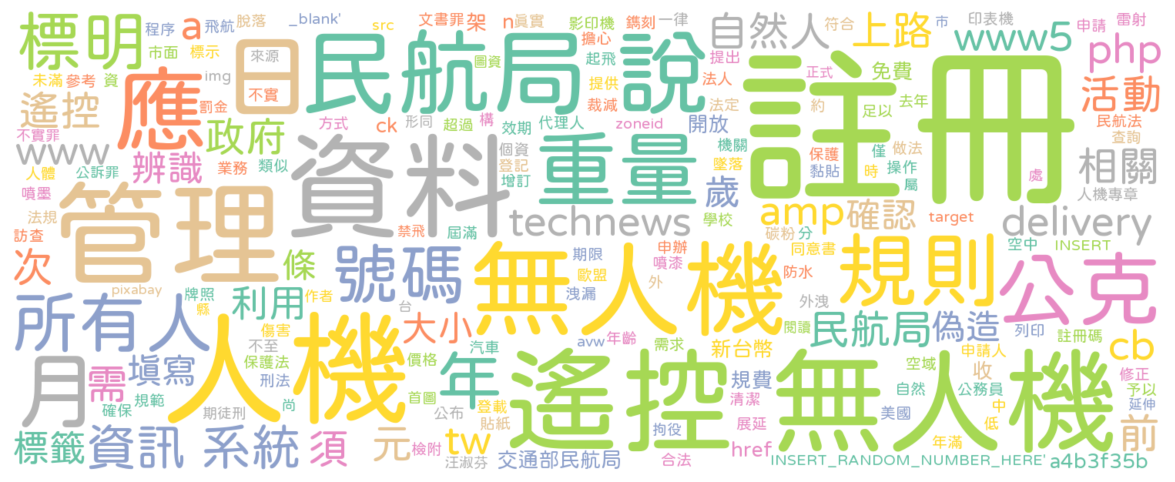 標明 程序 a 飛航 _blank' src 文書罪 架 n 真實 影印機 鐫刻 一律 自然人 符合 上路 市 印表機 申請 雷射
脫落 市面 標示 日 民航局 說 擔心 提出 www5 php
未滿 參考 資 img 來源 圖資 起飛 提供 法人 正式 免費 活動
遙控 罰金 應 不實 裁減 法定 註冊 約 足以 去年 民航法
不實罪 www 政府 方式 ck 形同 超過 構 效期 代理人 zoneid 開放 機關 做法 查詢
人體 公訴罪 辨識 業務 類似 資料 個資 登記 重量 墜落 保護 僅 時 操作 相關
噴墨 管理 增訂 歲 黏貼 屬 處 人機專章
法規 禁飛 屆滿 technews 學校 amp 確認 target delivery
訪查 碳粉 分
次 條 號碼 無人機 期限 申辦 噴漆 同意書 規則 空中 INSERT 公克
pixabay 牌照 利用 作者 歐盟 外 防水
所有人 縣 人機 台 洩漏 外洩 閱讀 民航局 偽造 列印 註冊碼
月 需 填寫 傷害 不至 大小 汽車 年 avw 年齡 需求 新台幣 空域 申請人 收 cb
確保 規範 保護法 刑法 價格 遙控 規費 無人機 自然 公務員 修正 予以
期徒刑 尚 首圖 公布 登載 清潔 美國 中 延伸
標籤 資訊 系統 須 元 檢附 tw 貼紙 拘役 展延 href 低 前
汪淑芬 交通部民航局 合法 年滿
INSERT_RANDOM_NUMBER_HERE' a4b3f35b